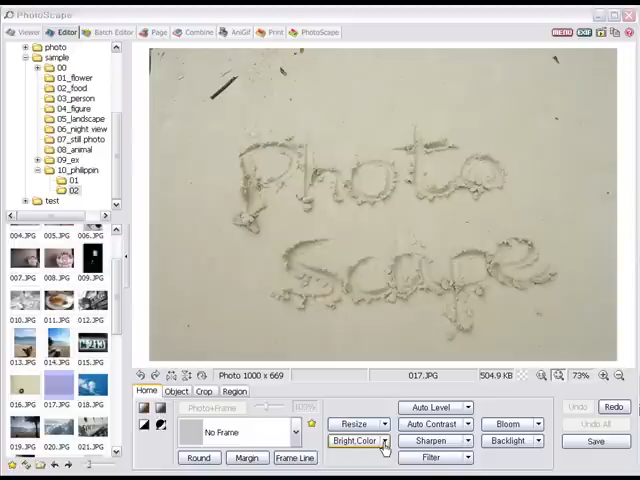 PhotoScape
Viewer Editor Batch Editor Page Combine AniGif Print PhotoScape MENU EXIF
photo
sample
00
01_flower
02_food
03_person
04_figure
05_landscape
06_night view
07_still photo
08_animal
09_ex
10_philippin
01
02
test
Photo
Scape
004.JPG 005.JPG 006.JPG
007.JPG 008.JPG 009.JPG
010.JPG 011.JPG 012.JPG
013.JPG 014.JPG 015.JPG
016.JPG 017.JPG 018.JPG
019.JPG 020.JPG 021.JPG
Photo 1000 x 669 017.JPG 504.9 KB 73%
Home Object Crop Region
Photo+Frame 100%
No Frame
Round Margin Frame Line
Auto Level
Resize Auto Contrast Bloom
Bright,Color Sharpen Backlight
Filter
Undo Redo
Undo All
Save